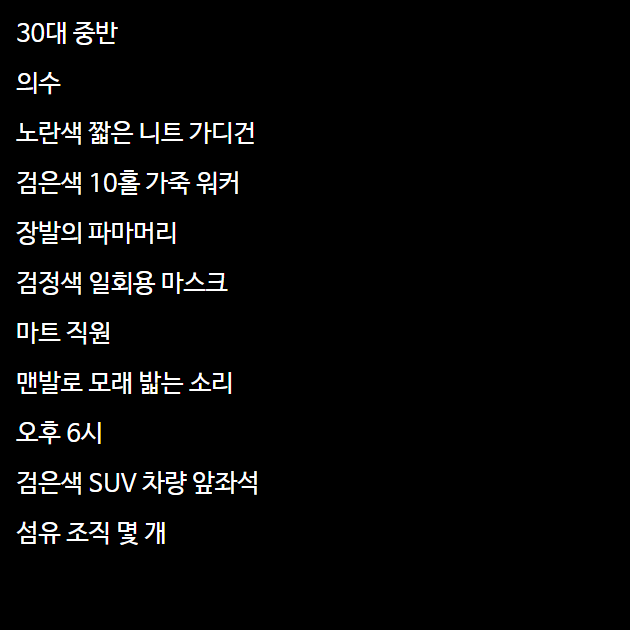 30대 중반
의수
노란색 짧은 니트 가디건
검은색 10홀 가죽 워커
장발의 파마머리
검정색 일회용 마스크
마트 직원
맨발로 모래 밟는 소리
오후 6시
검은색 SUV 차량 앞좌석
섬유 조직 몇 개